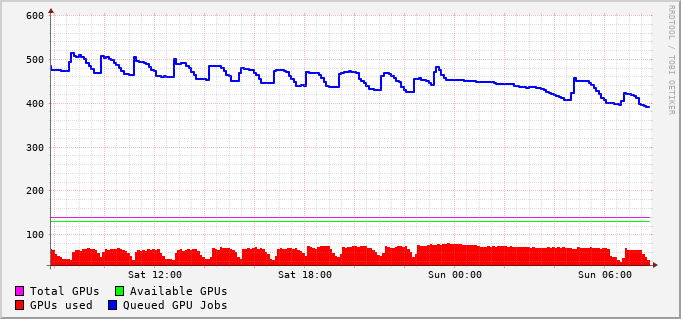 600
500
400
300
200
100
Sat 12:00 Sat 18:00 Sun 00:00 Sun 06:00
Total GPUs Available GPUs
GPUs used Queued GPU Jobs
RRDTOOL / TOBI OETIKER